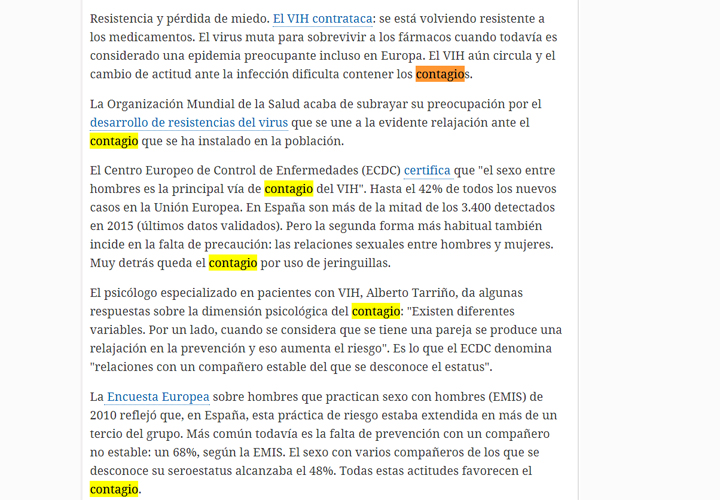 Resistencia y pérdida de miedo. El VIH contrataca: se está volviendo resistente a
los medicamentos. El virus muta para sobrevivir a los fármacos cuando todavía es
considerado una epidemia preocupante incluso en Europa. El VIH aún circula y el
cambio de actitud ante la infección dificulta contener los contagios.
La Organización Mundial de la Salud acaba de subrayar su preocupación por el
desarrollo de resistencias del virus que se une a la evidente relajación ante el
contagio que se ha instalado en la población.
El Centro Europeo de Control de Enfermedades (ECDC) certifica que "el sexo entre
hombres es la principal vía de contagio del VIH". Hasta el 42% de todos los nuevos
casos en la Unión Europea. En España son más de la mitad de los 3.400 detectados
en 2015 (últimos datos validados). Pero la segunda forma más habitual también
incide en la falta de precaución: las relaciones sexuales entre hombres y mujeres.
Muy detrás queda el contagio por uso de jeringuillas.
El psicólogo especializado en pacientes con VIH, Alberto Tarriño, da algunas
respuestas sobre la dimensión psicológica del contagio: "Existen diferentes
variables. Por un lado, cuando se considera que se tiene una pareja se produce una
relajación en la prevención y eso aumenta el riesgo". Es lo que el ECDC denomina
"relaciones con un compañero estable del que se desconoce el estatus".
La Encuesta Europea sobre hombres que practican sexo con hombres (EMIS) de
2010 reflejó que, en España, esta práctica de riesgo estaba extendida en más de un
tercio del grupo. Más común todavía es la falta de prevención con un compañero
no estable: un 68%, según la EMIS. El sexo con varios compañeros de los que se
desconoce su seroestatus alcanzaba el 48%. Todas estas actitudes favorecen el
contagio.